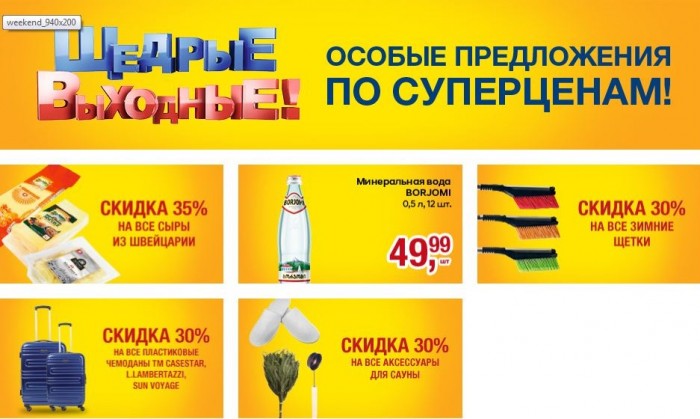 weekend_940x200
ЩЕДРЫЕ
ВЫХОДНЫЕ!
ОСОБЫЕ ПРЕДЛОЖЕНИЯ
ПО СУПЕРЦЕНАМ!
СКИДКА 35%
НА ВСЕ СЫРЫ
ИЗ ШВЕЙЦАРИИ
BORJOMI
Минеральная вода
BORJOMI
0,5 л, 12 шт.
49,99
шт
СКИДКА 30%
НА ВСЕ ЗИМНИЕ
ЩЕТКИ
СКИДКА 30%
НА ВСЕ ПЛАСТИКОВЫЕ
ЧЕМОДАНЫ ТМ CASESTAR,
L.LAMBERTAZZI,
SUN VOYAGE
СКИДКА 30%
НА ВСЕ АКСЕССУАРЫ
ДЛЯ САУНЫ